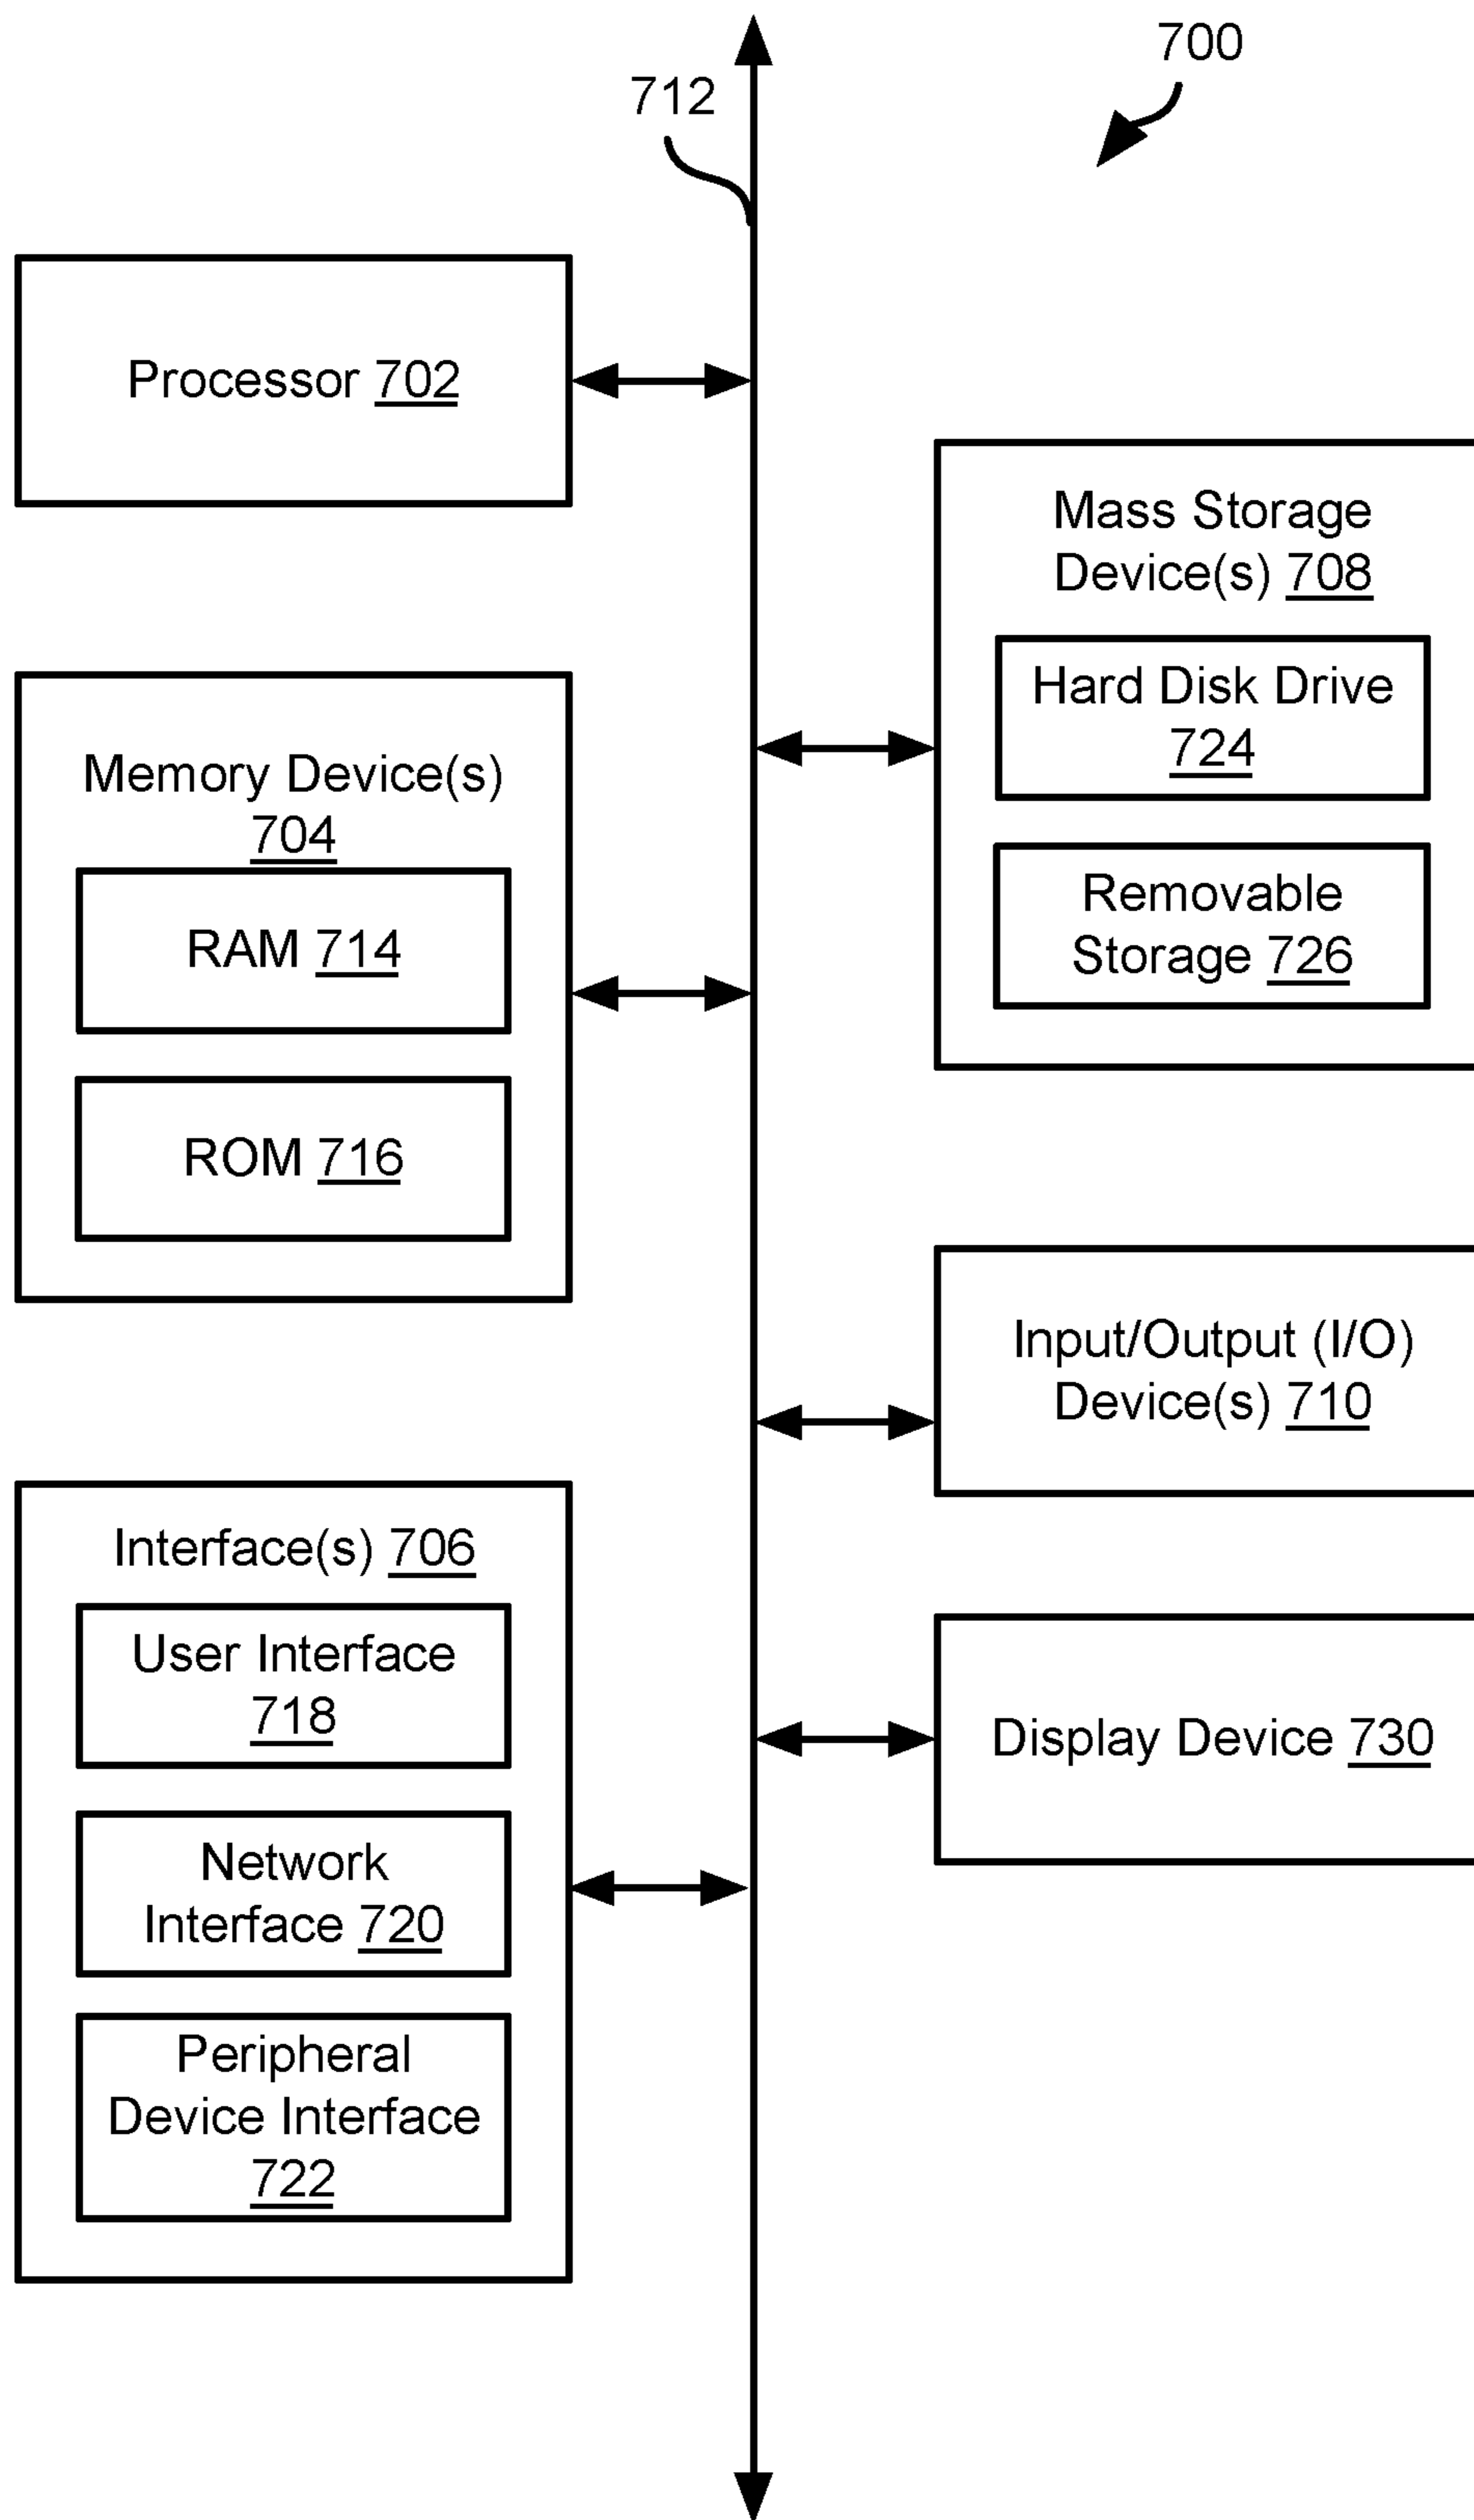 700
712
Processor 702
Mass Storage
Device(s) 708
Hard Disk Drive
724
Removable
Storage 726
Memory Device(s)
704
RAM 714
ROM 716
Input/Output (I/O)
Device(s) 710
Interface(s) 706
User Interface
718
Network
Interface 720
Peripheral
Device Interface
722
Display Device 730